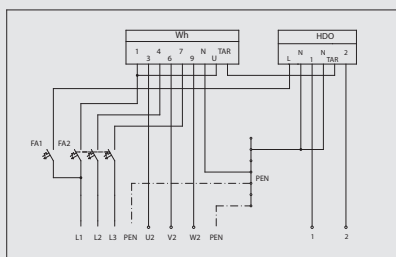 Wh
HDO
1 4 7 N TAR
3 6 9 U
N N 2
L 1 TAR
FA1 FA2
PEN
L1 L2 L3 PEN U2 V2 W2 PEN 1 2